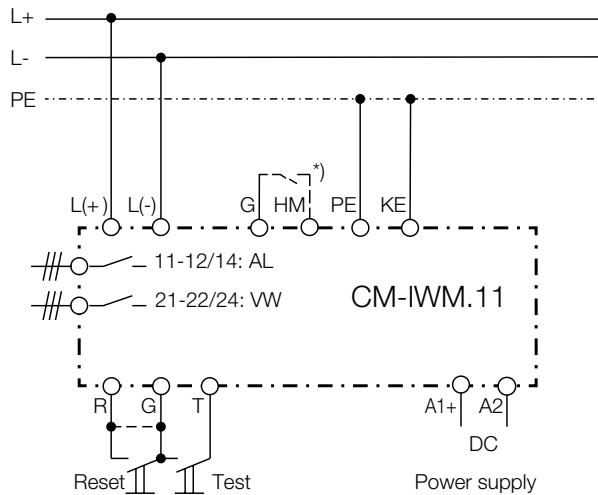 L+
L-
PE
*)
L(+) L(-) G HM PE KE
11-12/14: AL
21-22/24: VW
CM-IWM.11
R G T A1+ A2
DC
Reset Test Power supply